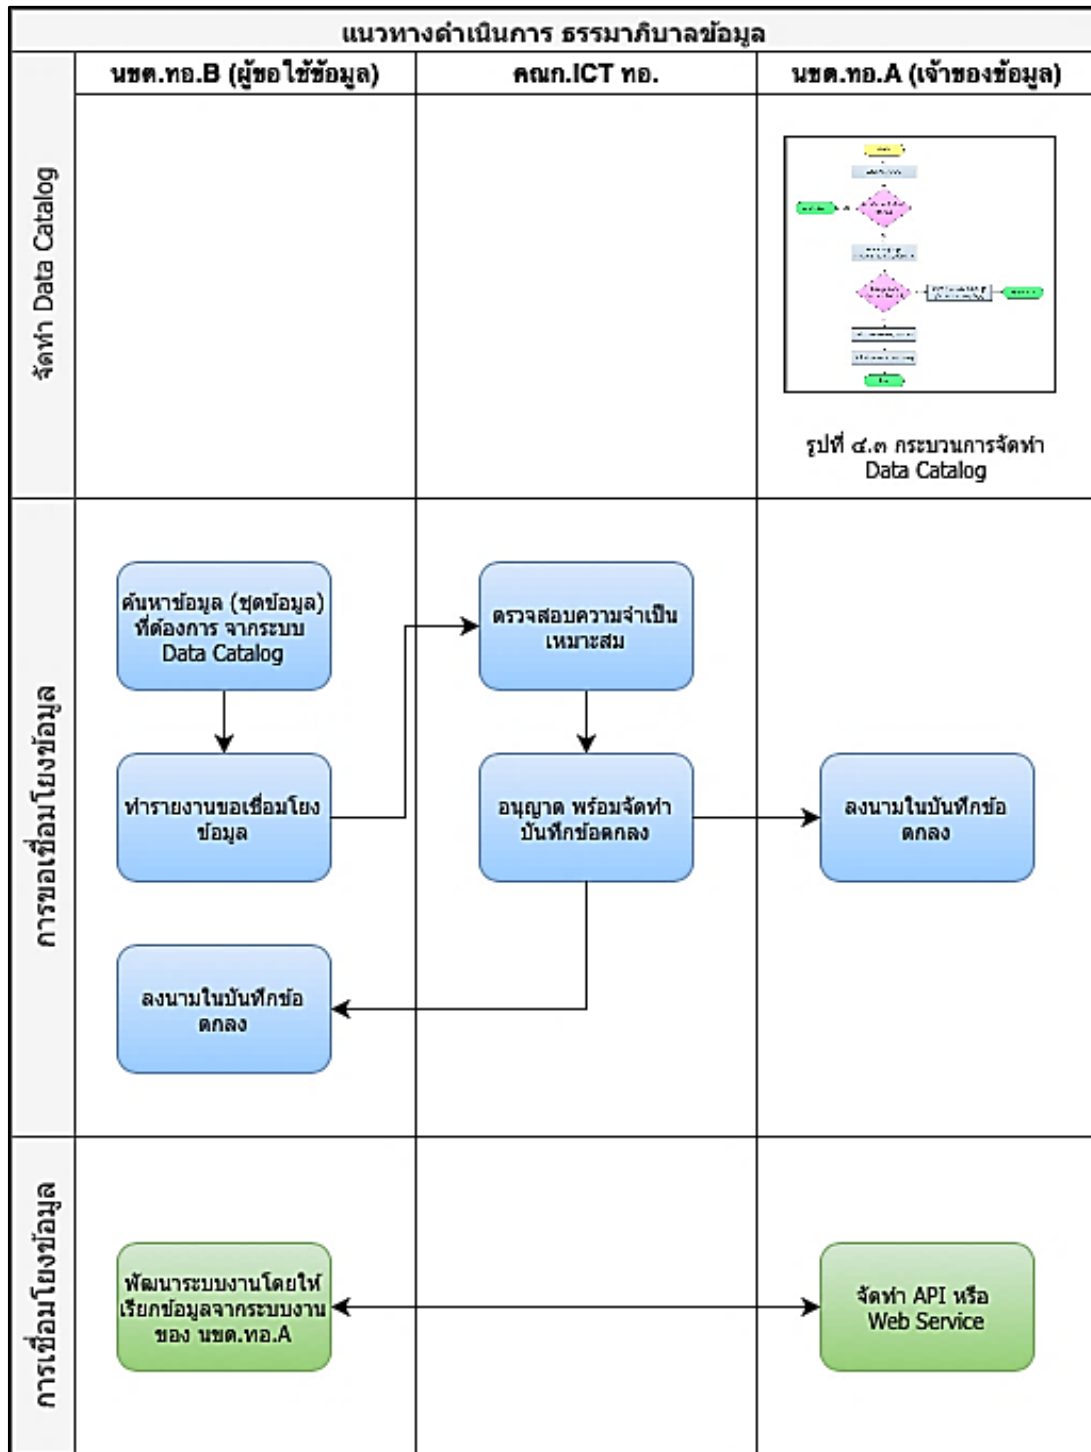 แนวทางดำเนินการ ธรรมาภิบาลข้อมูล
นขต.ทอ.B (ผู้ขอใช้ข้อมูล)
คณก.ICT ทอ.
นขต.ทอ.A (เจ้าของข้อมูล)
จัดทำ Data Catalog
รูปที่ ๔.๓ กระบวนการจัดทำ
Data Catalog
การขอเชื่อมโยงข้อมูล
ค้นหาข้อมูล (ชุดข้อมูล)
ที่ต้องการ จากระบบ
Data Catalog
ตรวจสอบความจำเป็น
เหมาะสม
ทำรายงานขอเชื่อมโยง
ข้อมูล
อนุญาต พร้อมจัดทำ
บันทึกข้อตกลง
ลงนามในบันทึกข้อ
ตกลง
ลงนามในบันทึกข้อ
ตกลง
การเชื่อมโยงข้อมูล
พัฒนาระบบงานโดยให้
เรียกข้อมูลจากระบบงาน
ของ นขต.ทอ.A
จัดทำ API หรือ
Web Service